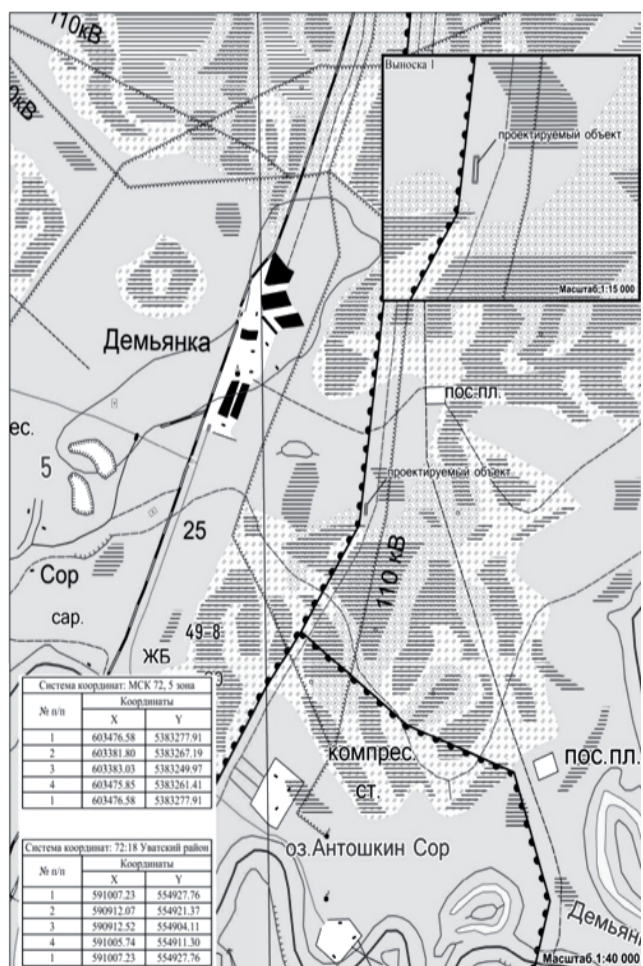 110кВ
0кВ
Выноска 1
проектируемый объект
Масштаб:1:15 000
Демьянка
пос.пл.
ес.
5
проектируемый объект
25
110 кВ
Сор
сар.
49-8
ЖБ
Система координат: МСК 72, 5 зона
№ п/п Координаты
X Y
1 603476.58 5383277.91
2 603381.80 5383267.19
3 603383.03 5383249.97
4 603475.85 5383261.41
1 603476.58 5383277.91
компрес.
ст.
пос.пл.
оз.Антошкин Сор
Система координат: 72:18 Уватский район
№ п/п Координаты
X Y
1 591007.23 554927.76
2 590912.07 554921.37
3 590912.52 554904.11
4 591005.74 554911.30
1 591007.23 554927.76
Демьян
Масштаб:1:40 000